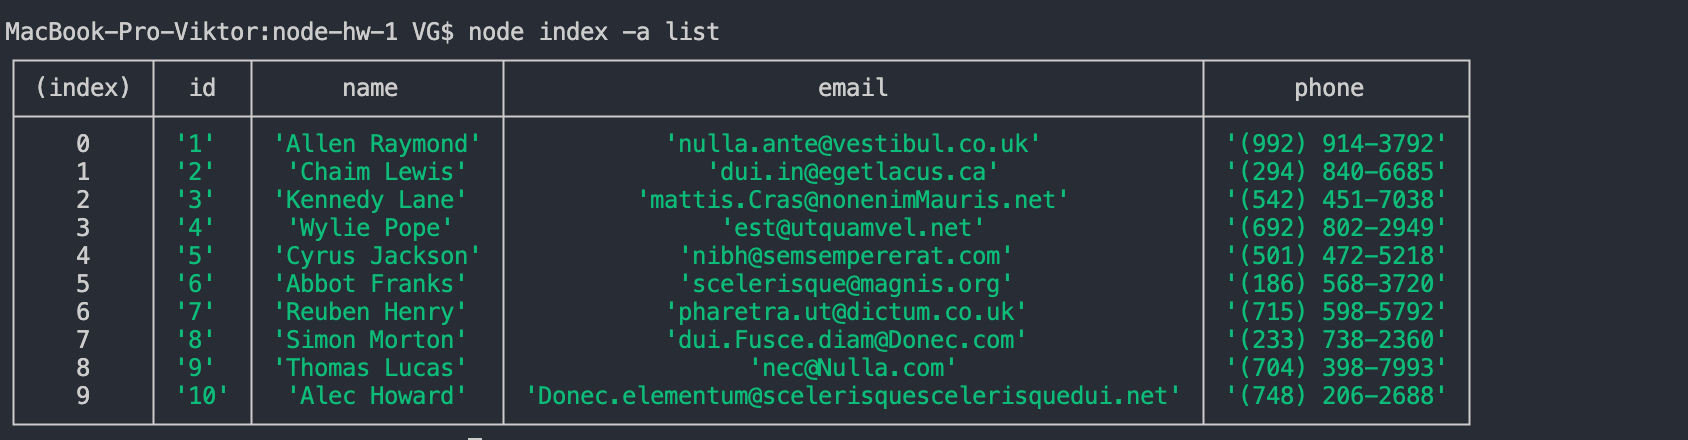 MacBook-Pro-Viktor:node-hw-1 VG$ node index -a list
(index) id name email phone
0 '1' 'Allen Raymond' 'nulla.ante@vestibul.co.uk' '(992) 914-3792'
1 '2' 'Chaim Lewis' 'dui.in@egetlacus.ca' '(294) 840-6685'
2 '3' 'Kennedy Lane' 'mattis.Cras@nonenimMauris.net' '(542) 451-7038'
3 '4' 'Wylie Pope' 'est@utquamvel.net' '(692) 802-2949'
4 '5' 'Cyrus Jackson' 'nibh@semsempererat.com' '(501) 472-5218'
5 '6' 'Abbot Franks' 'scelerisque@magnis.org' '(186) 568-3720'
6 '7' 'Reuben Henry' 'pharetra.ut@dictum.co.uk' '(715) 598-5792'
7 '8' 'Simon Morton' 'dui.Fusce.diam@Donec.com' '(233) 738-2360'
8 '9' 'Thomas Lucas' 'nec@Nulla.com' '(704) 398-7993'
9 '10' 'Alec Howard' 'Donec.elementum@scelerisquescelerisquedui.net' '(748) 206-2688'